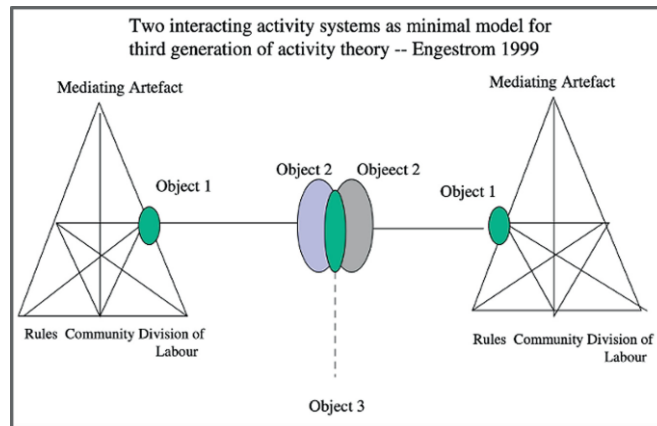 Two interacting activity systems as minimal model for
third generation of activity theory -- Engestrom 1999
Mediating Artefact
Mediating Artefact
Object 2
Objeect 2
Object 1
Object 1
Rules Community Division of
Labour
Rules Community Division of
Labour
Object 3